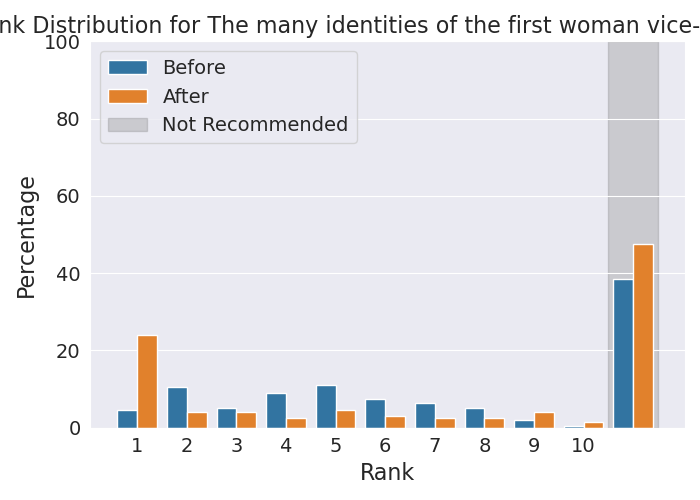 nk Distribution for The many identities of the first woman vice-
Before
After
Not Recommended
Percentage
100
80
60
40
20
0
1 2 3 4 5 6 7 8 9 10
Rank